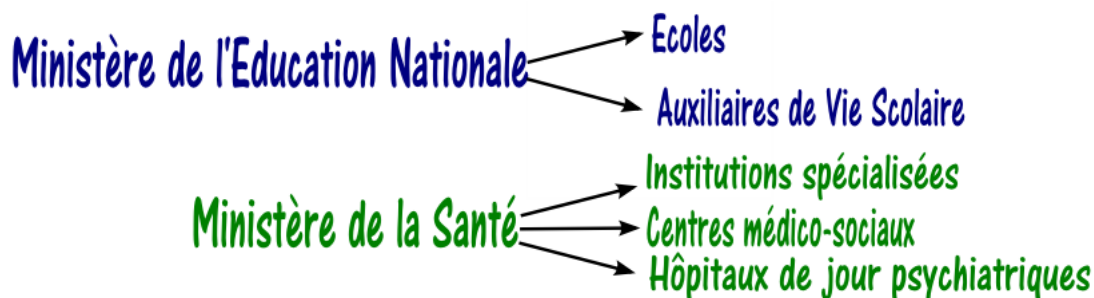 Ministère de l'Education Nationale
Ecoles
Auxiliaires de Vie Scolaire
Ministère de la Santé
Institutions spécialisées
Centres médico-sociaux
Hôpitaux de jour psychiatriques